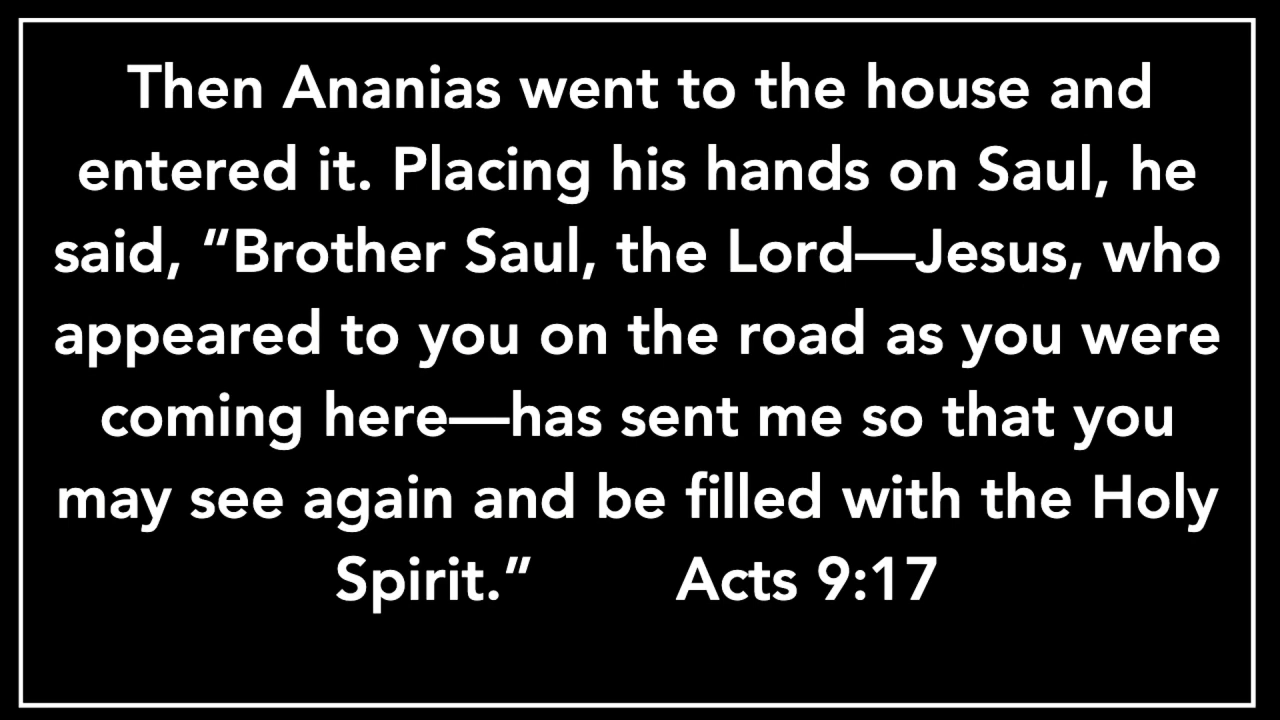 Then Ananias went to the house and
entered it. Placing his hands on Saul, he
said, “Brother Saul, the Lord—Jesus, who
appeared to you on the road as you were
coming here—has sent me so that you
may see again and be filled with the Holy
Spirit.” Acts 9:17